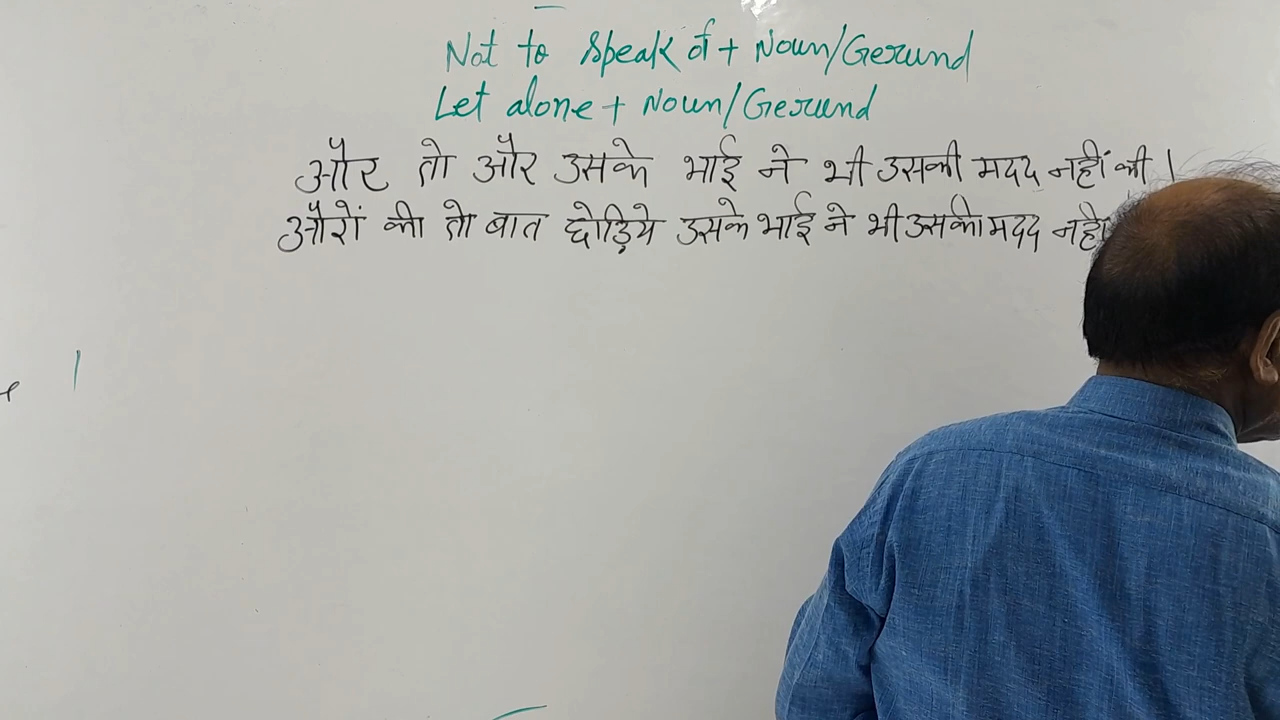 Not to speak of + Noun/Gerund
Let alone + Noun/Gerund
और तो और उसके भाई ने भी उसकी मदद नहीं की।
औरों की तो बात छोड़िये उसके भाई ने भी उसकी मदद